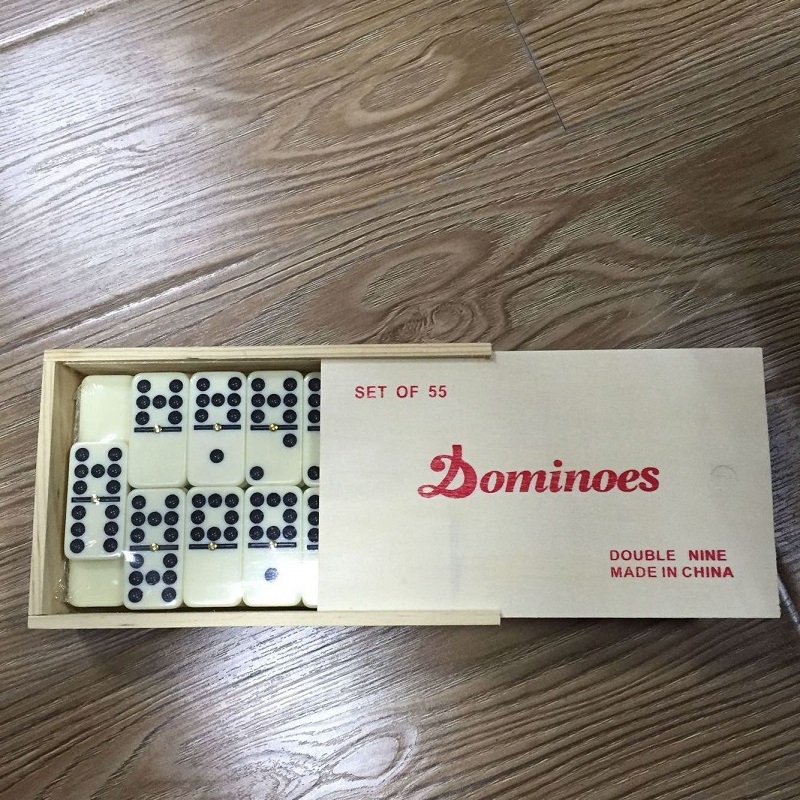 SET OF 55
Dominoes
DOUBLE NINE
MADE IN CHINA